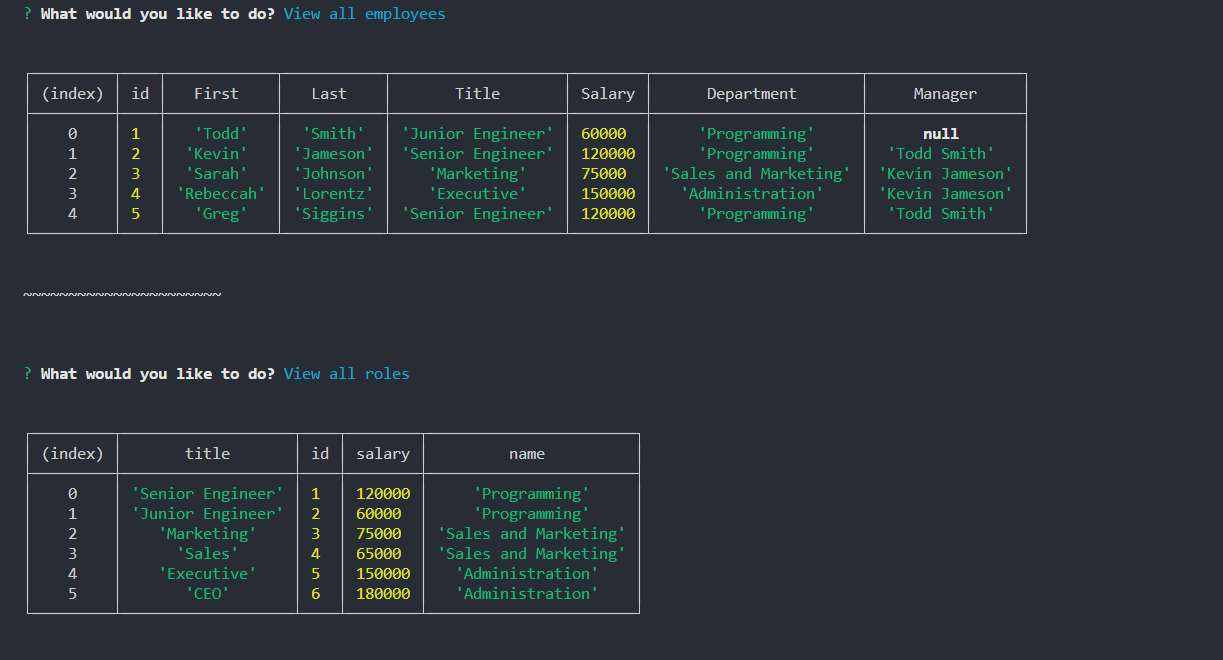 ? What would you like to do? View all employees
(index) id First Last Title Salary Department Manager
0 1 'Todd' 'Smith' 'Junior Engineer' 60000 'Programming' null
1 2 'Kevin' 'Jameson' 'Senior Engineer' 120000 'Programming' 'Todd Smith'
2 3 'Sarah' 'Johnson' 'Marketing' 75000 'Sales and Marketing' 'Kevin Jameson'
3 4 'Rebeccah' 'Lorentz' 'Executive' 150000 'Administration' 'Kevin Jameson'
4 5 'Greg' 'Siggins' 'Senior Engineer' 120000 'Programming' 'Todd Smith'
~~~~~~~~~~~~~~~~~~~~~~
? What would you like to do? View all roles
(index) title id salary name
0 'Senior Engineer' 1 120000 'Programming'
1 'Junior Engineer' 2 60000 'Programming'
2 'Marketing' 3 75000 'Sales and Marketing'
3 'Sales' 4 65000 'Sales and Marketing'
4 'Executive' 5 150000 'Administration'
5 'CEO' 6 180000 'Administration'